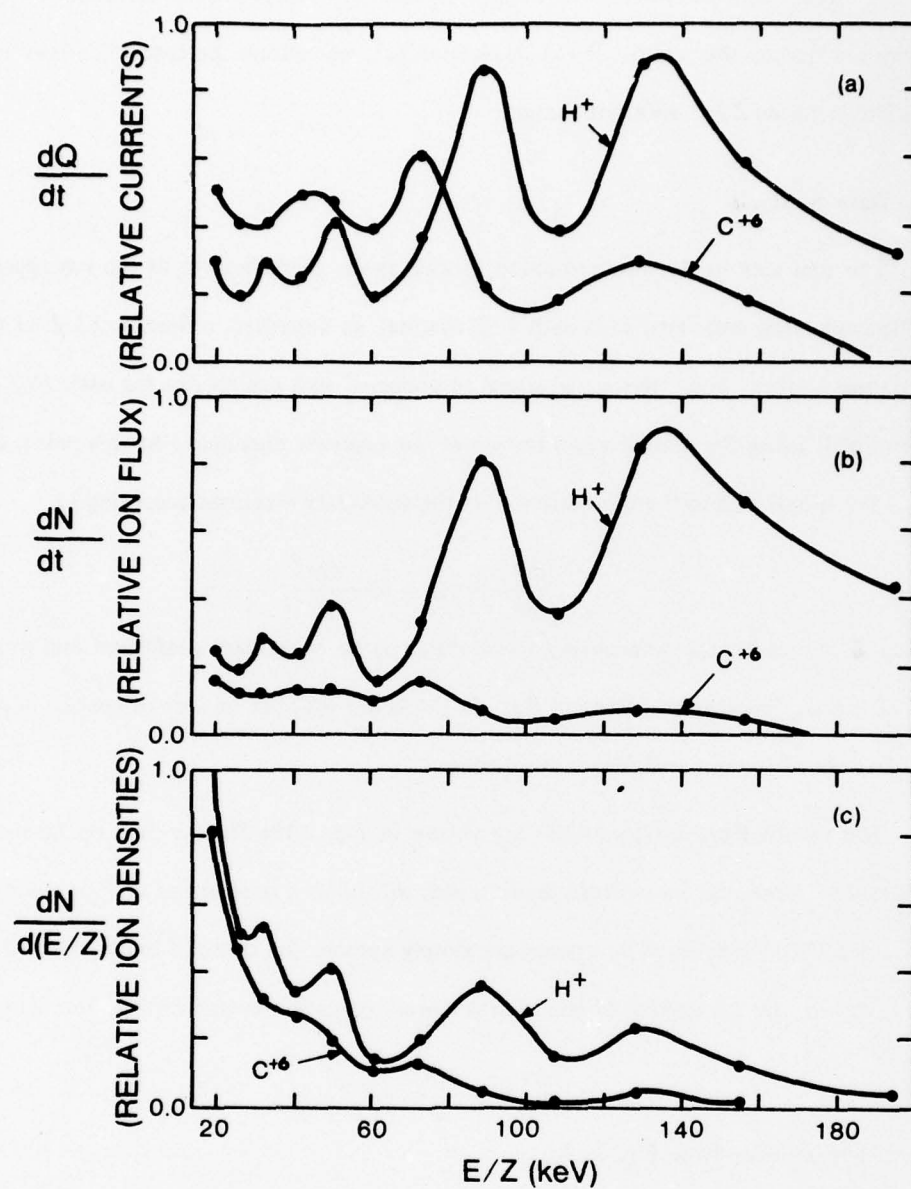 1.0
(a)
H+
dQ
dt
(RELATIVE CURRENTS)
C+6
0.0
1.0
(b)
H+
dN
dt
(RELATIVE ION FLUX)
C+6
0.0
1.0
(c)
dN
d(E/Z)
(RELATIVE ION DENSITIES)
H+
C+6
0.0
20 60 100 140 180
E/Z (keV)